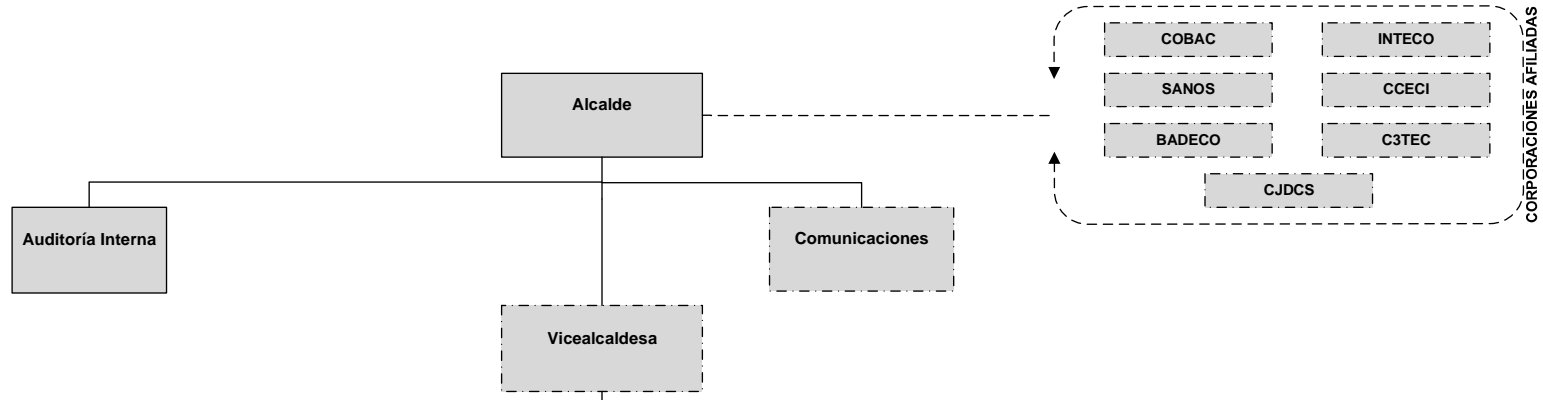 COBAC
INTECO
SANOS
CCECI
BADECO
C3TEC
CJDCS
CORPORACIONES AFILIADAS
Alcalde
Auditoría Interna
Comunicaciones
Vicealcaldesa